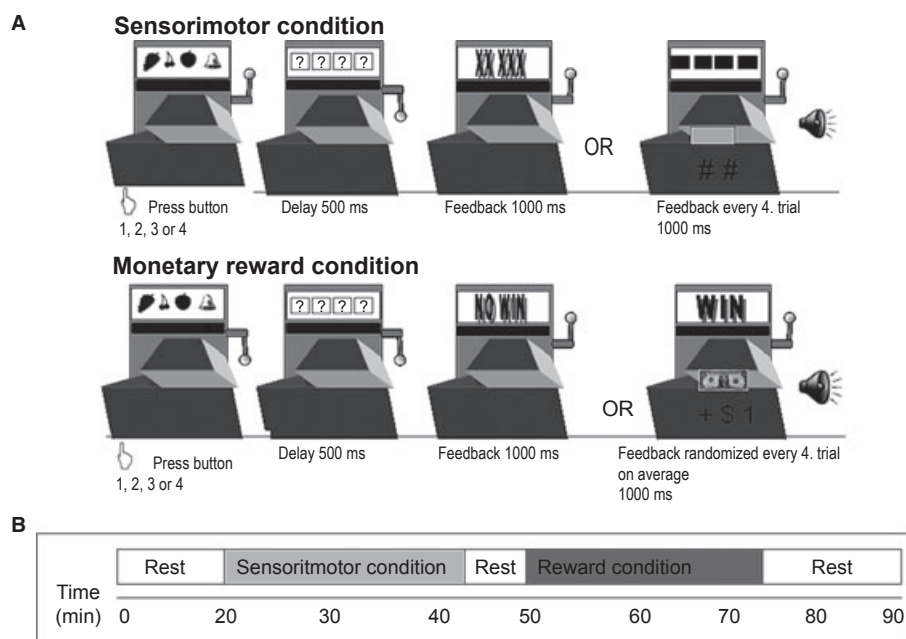 A
Sensorimotor condition
? ? ? ?
XX XXX
OR
# #
Press button
1, 2, 3 or 4
Delay 500 ms
Feedback 1000 ms
Feedback every 4. trial
1000 ms
Monetary reward condition
? ? ? ?
NO WIN
WIN
OR
+ $ 1
Press button
1, 2, 3 or 4
Delay 500 ms
Feedback 1000 ms
Feedback randomized every 4. trial
on average
1000 ms
B
Rest Sensoritmotor condition Rest Reward condition Rest
Time
(min) 0 20 30 40 50 60 70 80 90